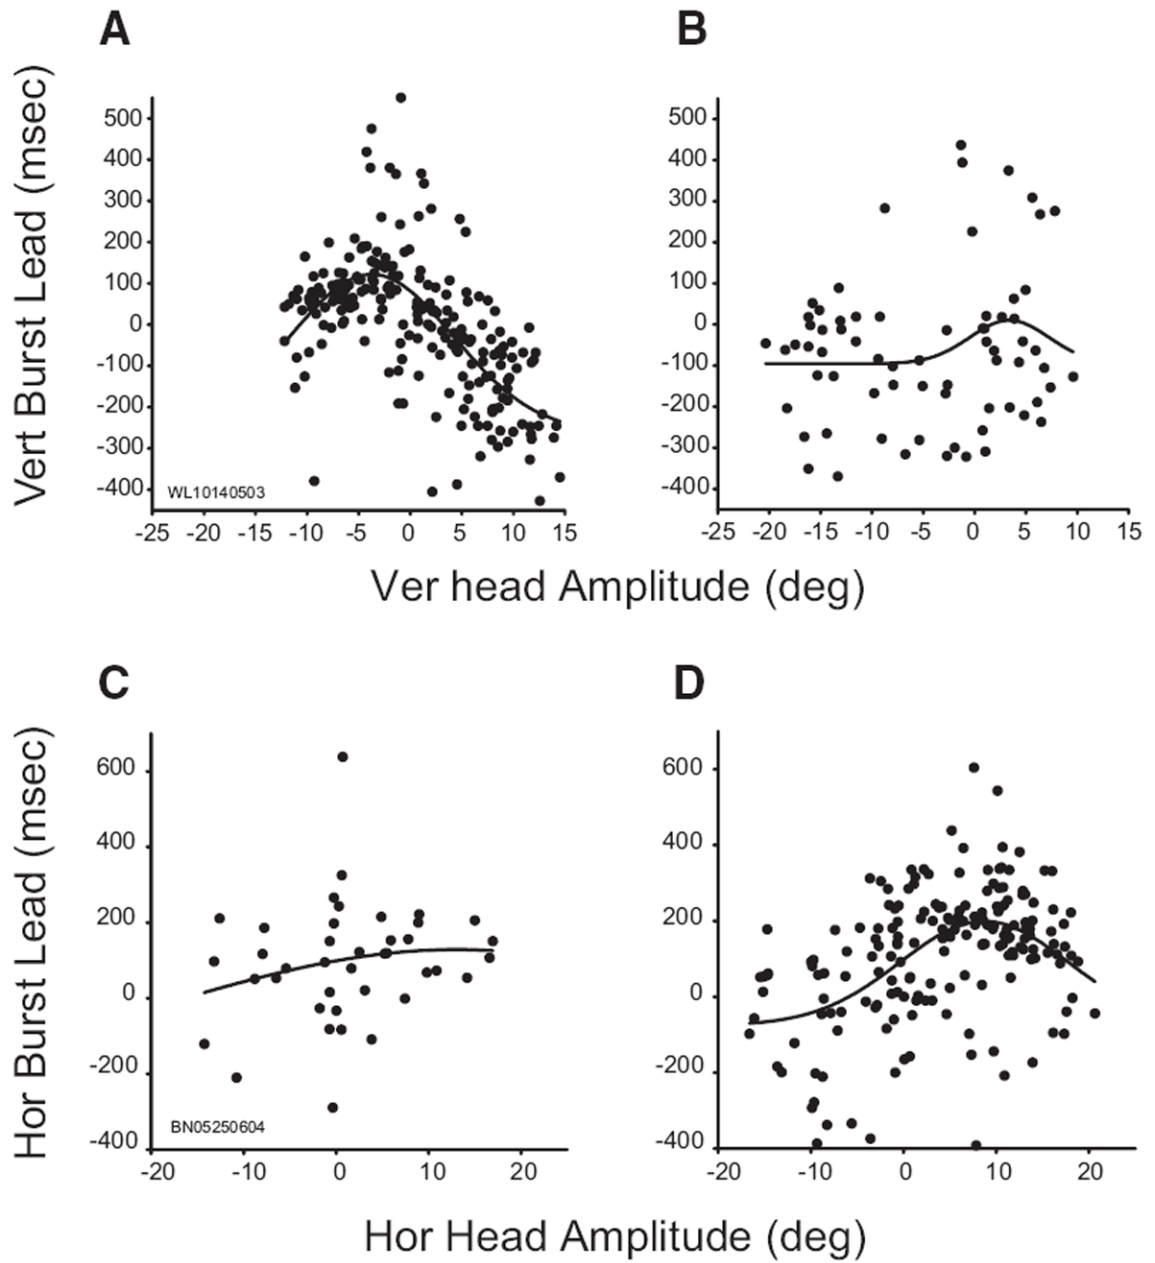 A
B
Vert Burst Lead (msec)
500
400
300
200
100
0
-100
-200
-300
-400
WL10140503
-25 -20 -15 -10 -5 0 5 10 15
500
400
300
200
100
0
-100
-200
-300
-400
-25 -20 -15 -10 -5 0 5 10 15
Ver head Amplitude (deg)
C
D
Hor Burst Lead (msec)
600
400
200
0
-200
-400
BN05250604
-20 -10 0 10 20
600
400
200
0
-200
-400
-20 -10 0 10 20
Hor Head Amplitude (deg)